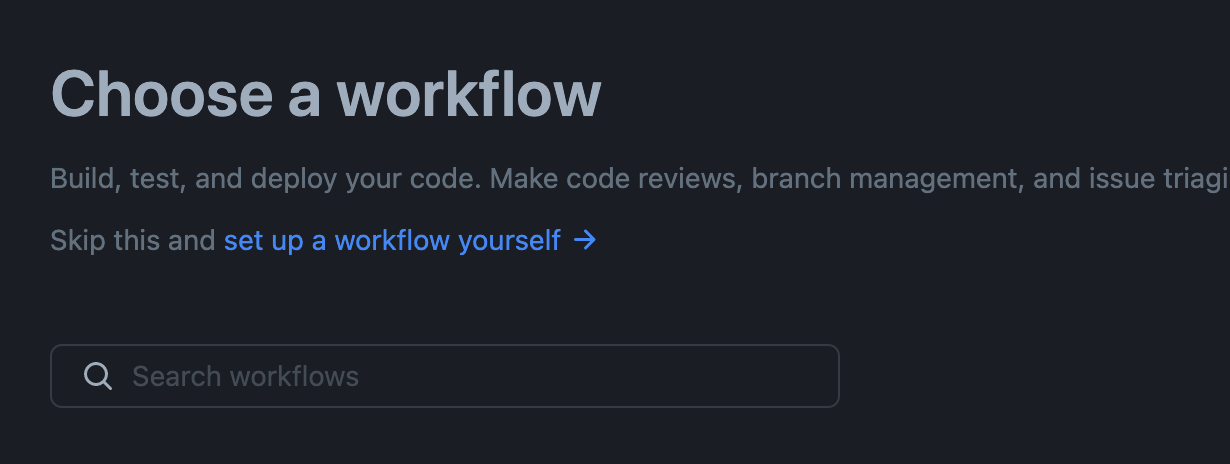 Choose a workflow
Build, test, and deploy your code. Make code reviews, branch management, and issue triagi
Skip this and set up a workflow yourself →
Search workflows